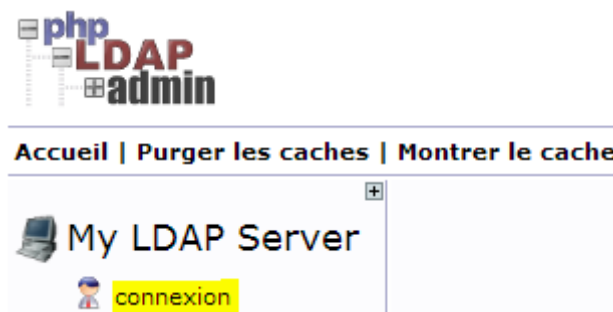 php
LDAP
admin
Accueil | Purger les caches | Montrer le cache
My LDAP Server
connexion